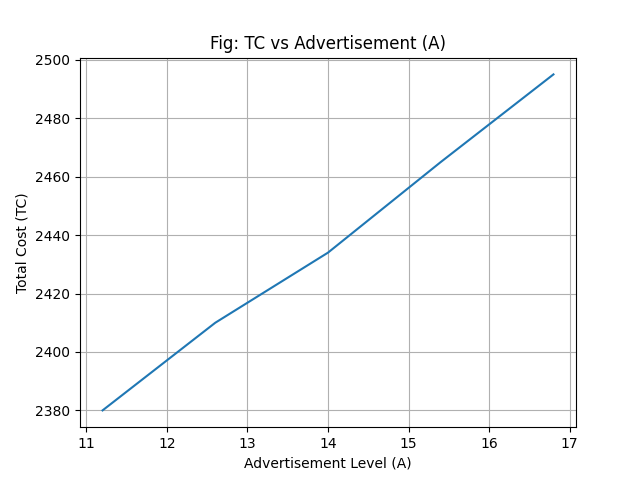 Fig: TC vs Advertisement (A)
2500
2480
2460
2440
2420
2400
2380
Total Cost (TC)
11 12 13 14 15 16 17
Advertisement Level (A)